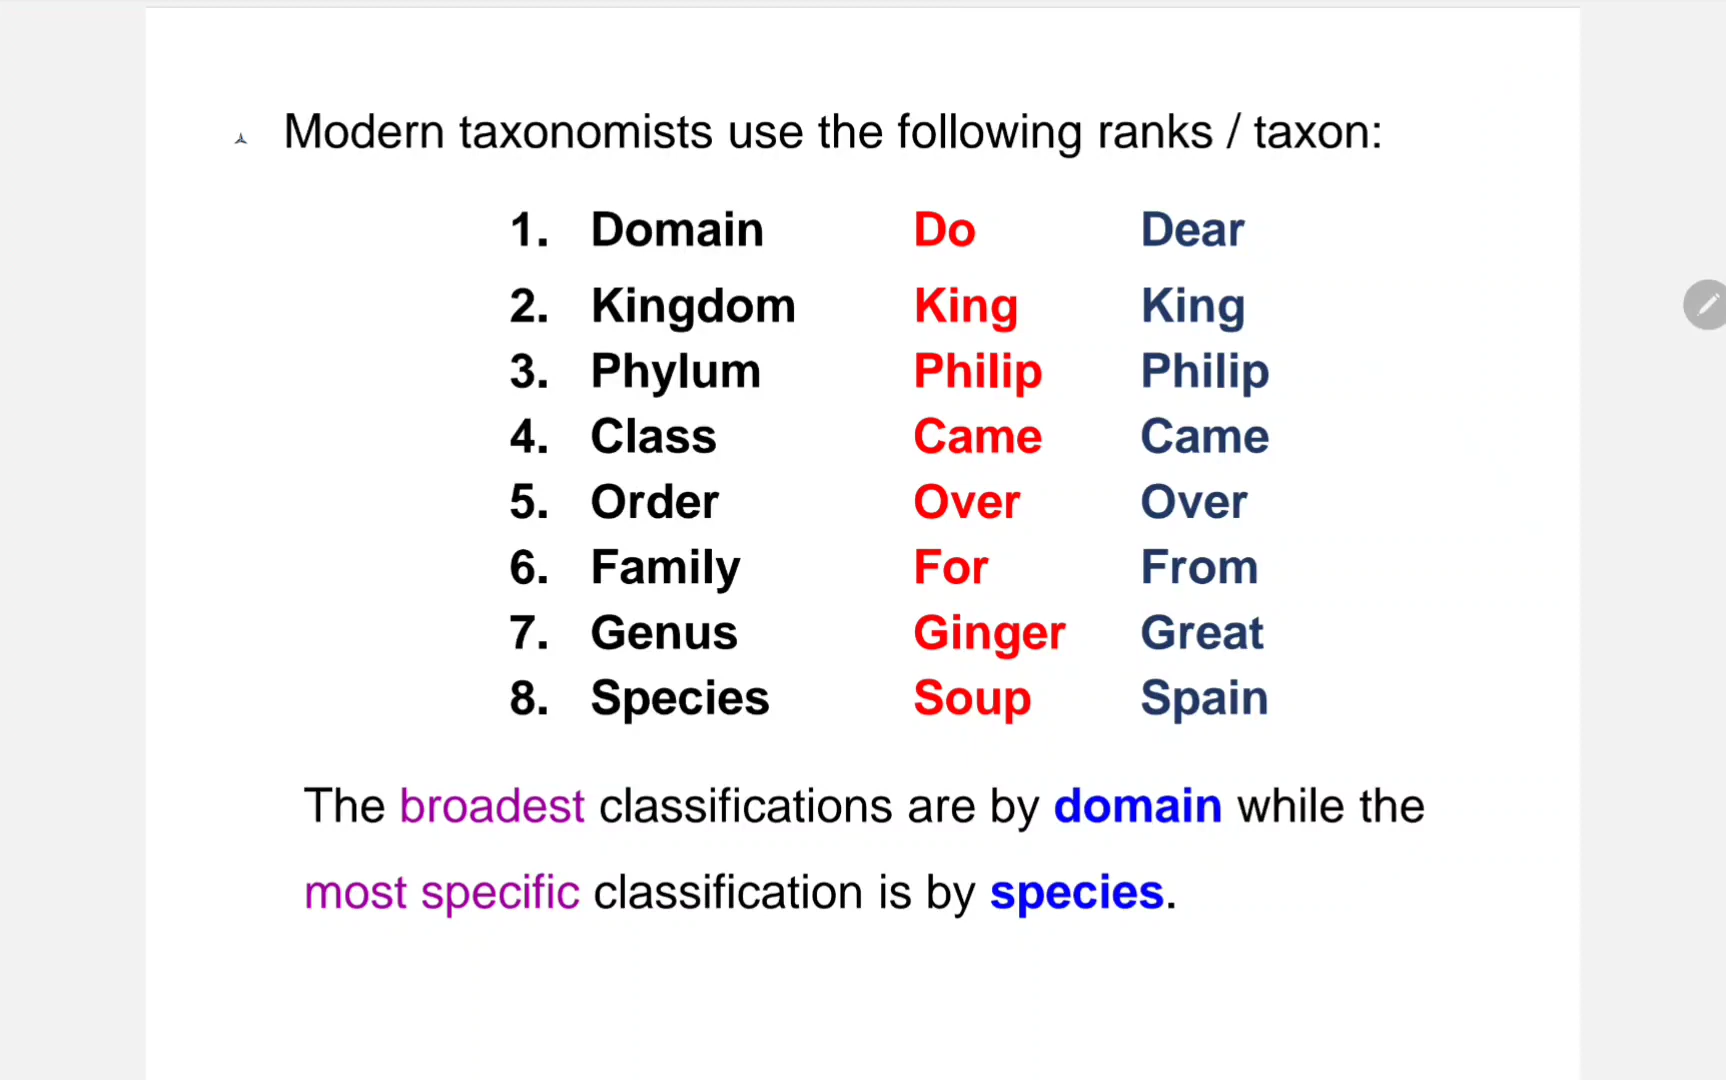 Modern taxonomists use the following ranks / taxon:
1. Domain Do Dear
2. Kingdom King King
3. Phylum Philip Philip
4. Class Came Came
5. Order Over Over
6. Family For From
7. Genus Ginger Great
8. Species Soup Spain
The broadest classifications are by domain while the
most specific classification is by species.